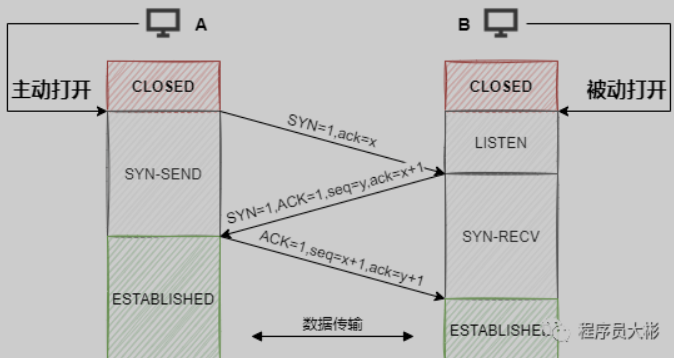 A
B
主动打开
CLOSED
CLOSED
被动打开
SYN=1,ack=x
LISTEN
SYN-SEND
SYN=1,ACK=1,seq=y,ack=x+1
SYN-RECV
ACK=1,seq=x+1,ack=y+1
ESTABLISHED
数据传输
ESTABLISHED
程序员大彬